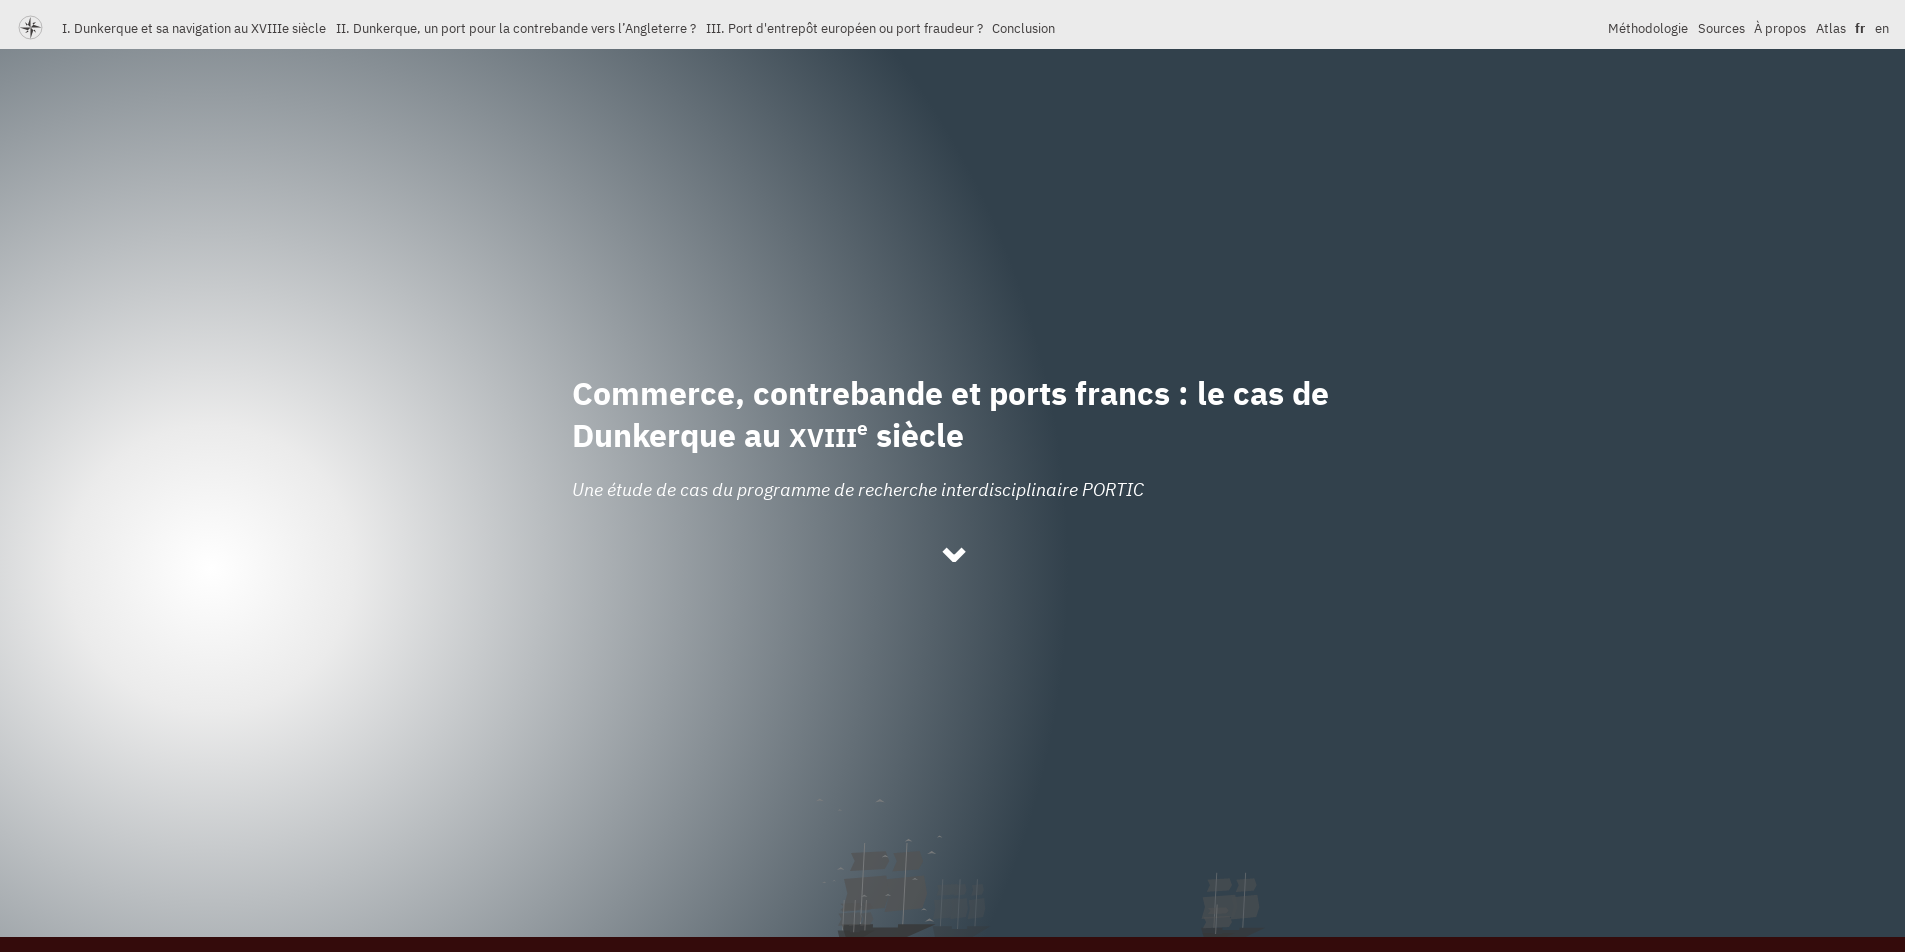 I. Dunkerque et sa navigation au XVIIIe siècle II. Dunkerque, un port pour la contrebande vers l’Angleterre ? III. Port d'entrepôt européen ou port fraudeur ? Conclusion Méthodologie Sources À propos Atlas fr en
Commerce, contrebande et ports francs : le cas de
Dunkerque au XVIIIe siècle
Une étude de cas du programme de recherche interdisciplinaire PORTIC